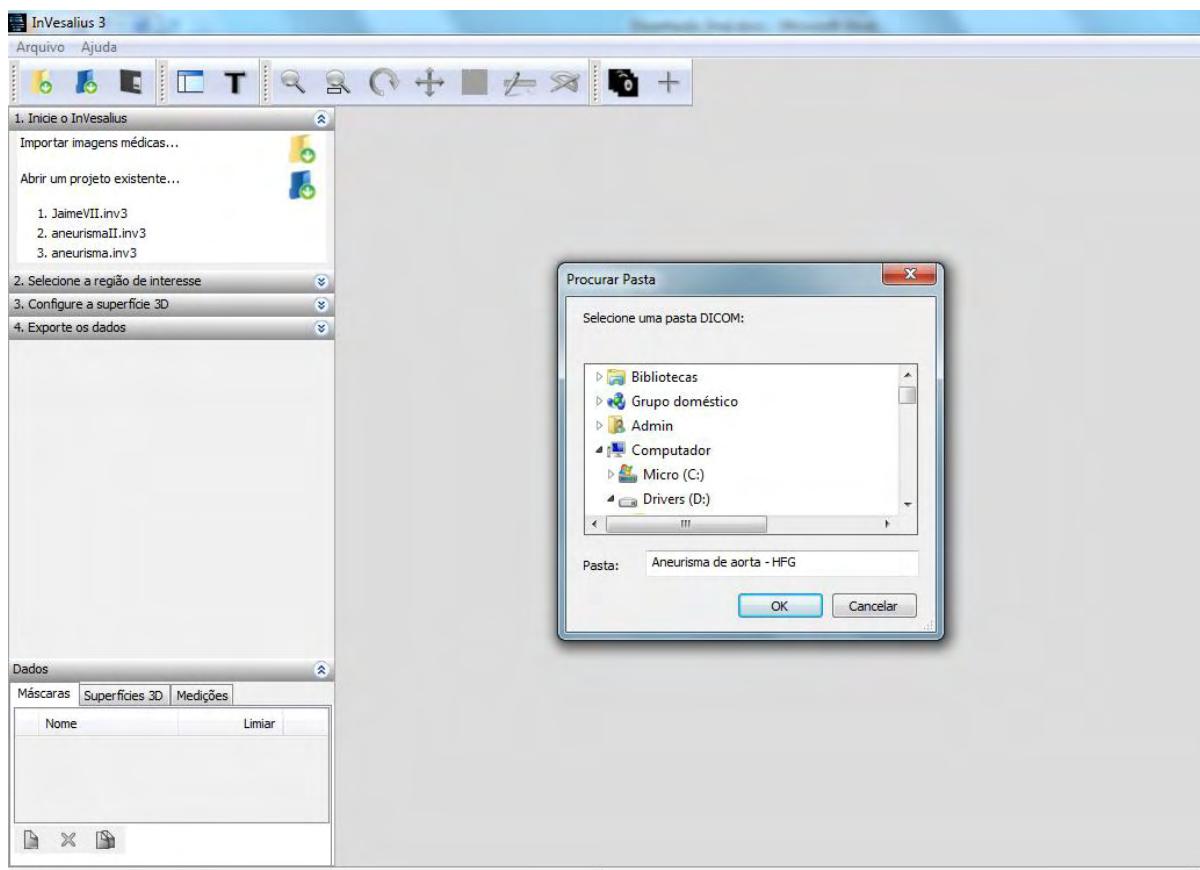 InVesalius 3
Arquivo Ajuda
T
1. Inicie o InVesalius
Importar imagens médicas...
Abrir um projeto existente...
1. JaimeVII.inv3
2. aneurismaII.inv3
3. aneurisma.inv3
2. Selecione a região de interesse
3. Configure a superfície 3D
4. Exporte os dados
Procurar Pasta
Selecione uma pasta DICOM:
Bibliotecas
Grupo doméstico
Admin
Computador
Micro (C:)
Drivers (D:)
Pasta: Aneurisma de aorta - HFG
OK Cancelar
Dados
Máscaras Superfícies 3D Medições
Nome Limiar